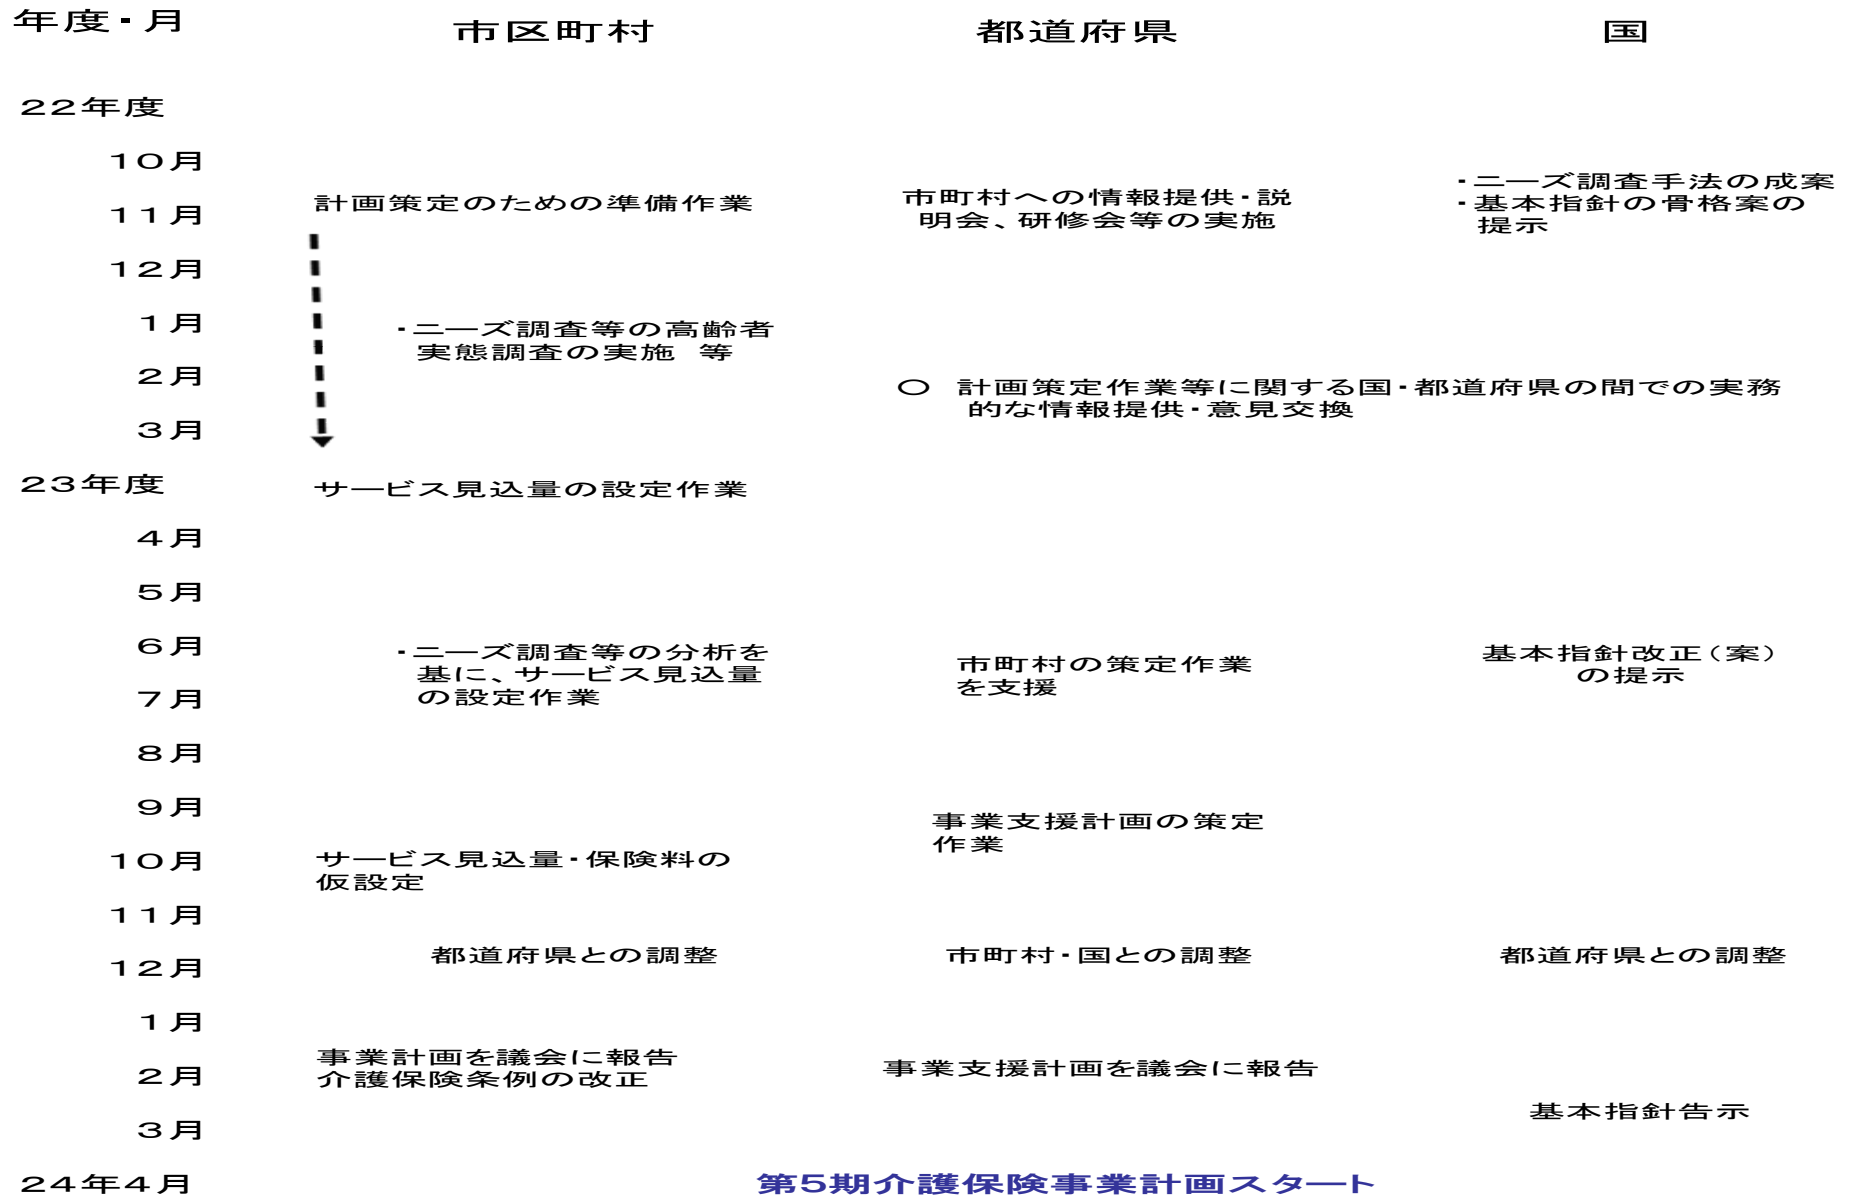 年度・月
市区町村
都道府県
国
22年度
10月
11月
計画策定のための準備作業
市町村への情報提供・説
明会、研修会等の実施
・ニーズ調査手法の成案
・基本指針の骨格案の
提示
12月
1月
・ニーズ調査等の高齢者
実態調査の実施　等
2月
○　計画策定作業等に関する国・都道府県の間での実務
的な情報提供・意見交換
3月
23年度
サービス見込量の設定作業
4月
5月
6月
・ニーズ調査等の分析を
基に、サービス見込量
の設定作業
市町村の策定作業
を支援
基本指針改正（案）
の提示
7月
8月
9月
事業支援計画の策定
作業
10月
サービス見込量・保険料の
仮設定
11月
都道府県との調整
市町村・国との調整
都道府県との調整
12月
1月
事業計画を議会に報告
介護保険条例の改正
2月
事業支援計画を議会に報告
基本指針告示
3月
24年4月
第5期介護保険事業計画スタート